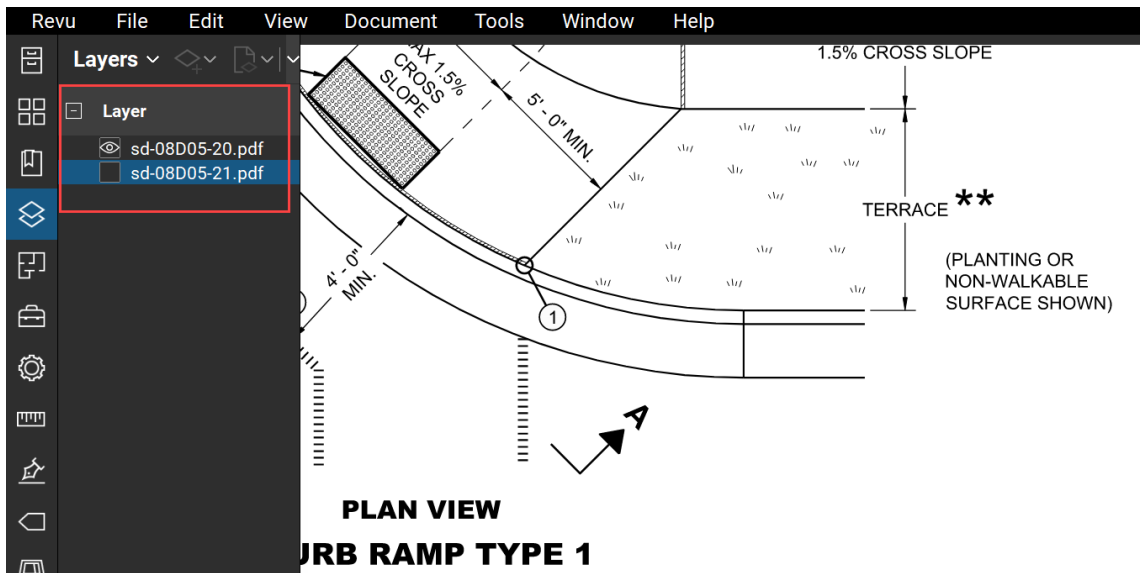 Revu File Edit View Document Tools Window Help
Layers
Layer
sd-08D05-20.pdf
sd-08D05-21.pdf
1.5%
CROSS
SLOPE
5'-0" MIN.
1.5% CROSS SLOPE
TERRACE **
(PLANTING OR
NON-WALKABLE
SURFACE SHOWN)
4'-0"
MIN.
1
A
PLAN VIEW
RAMP TYPE 1